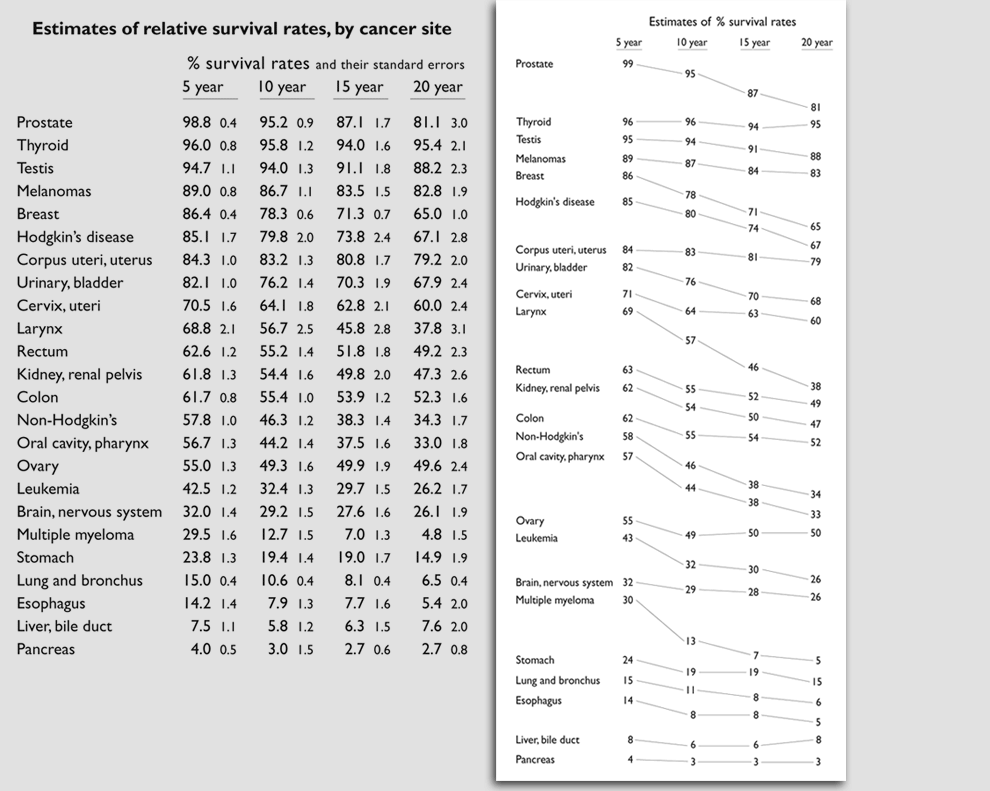 Estimates of relative survival rates, by cancer site
% survival rates and their standard errors
5 year 10 year 15 year 20 year
Prostate 98.8 0.4 95.2 0.9 87.1 1.7 81.1 3.0
Thyroid 96.0 0.8 95.8 1.2 94.0 1.6 95.4 2.1
Testis 94.7 1.1 94.0 1.3 91.1 1.8 88.2 2.3
Melanomas 89.0 0.8 86.7 1.1 83.5 1.5 82.8 1.9
Breast 86.4 0.4 78.3 0.6 71.3 0.7 65.0 1.0
Hodgkin's disease 85.1 1.7 79.8 2.0 73.8 2.4 67.1 2.8
Corpus uteri, uterus 84.3 1.0 83.2 1.3 80.8 1.7 79.2 2.0
Urinary, bladder 82.1 1.0 76.2 1.4 70.3 1.9 67.9 2.4
Cervix, uteri 70.5 1.6 64.1 1.8 62.8 2.1 60.0 2.4
Larynx 68.8 2.1 56.7 2.5 45.8 2.8 37.8 3.1
Rectum 62.6 1.2 55.2 1.4 51.8 1.8 49.2 2.3
Kidney, renal pelvis 61.8 1.3 54.4 1.6 49.8 2.0 47.3 2.6
Colon 61.7 0.8 55.4 1.0 53.9 1.2 52.3 1.6
Non-Hodgkin's 57.8 1.0 46.3 1.2 38.3 1.4 34.3 1.7
Oral cavity, pharynx 56.7 1.3 44.2 1.4 37.5 1.6 33.0 1.8
Ovary 55.0 1.3 49.3 1.6 49.9 1.9 49.6 2.4
Leukemia 42.5 1.2 32.4 1.3 29.7 1.5 26.2 1.7
Brain, nervous system 32.0 1.4 29.2 1.5 27.6 1.6 26.1 1.9
Multiple myeloma 29.5 1.6 12.7 1.5 7.0 1.3 4.8 1.5
Stomach 23.8 1.3 19.4 1.4 19.0 1.7 14.9 1.9
Lung and bronchus 15.0 0.4 10.6 0.4 8.1 0.4 6.5 0.4
Esophagus 14.2 1.4 7.9 1.3 7.7 1.6 5.4 2.0
Liver, bile duct 7.5 1.1 5.8 1.2 6.3 1.5 7.6 2.0
Pancreas 4.0 0.5 3.0 1.5 2.7 0.6 2.7 0.8
Estimates of % survival rates
5 year 10 year 15 year 20 year
Prostate 99 95 87 81
Thyroid 96 96 94 95
Testis 95 94 91 88
Melanomas 89 87 84 83
Breast 86 78 71 65
Hodgkin's disease 85 80 74 67
Corpus uteri, uterus 84 83 81 79
Urinary, bladder 82 76 70 68
Cervix, uteri 71 64 63 60
Larynx 69 57 46 38
Rectum 63 55 52 49
Kidney, renal pelvis 62 54 50 47
Colon 62 55 54 52
Non-Hodgkin's 58 46 38 34
Oral cavity, pharynx 57 44 38 33
Ovary 55 49 50 50
Leukemia 43 32 30 26
Brain, nervous system 32 29 28 26
Multiple myeloma 30 13 7 5
Stomach 24 19 19 15
Lung and bronchus 15 11 8 6
Esophagus 14 8 8 5
Liver, bile duct 8 6 6 8
Pancreas 4 3 3 3